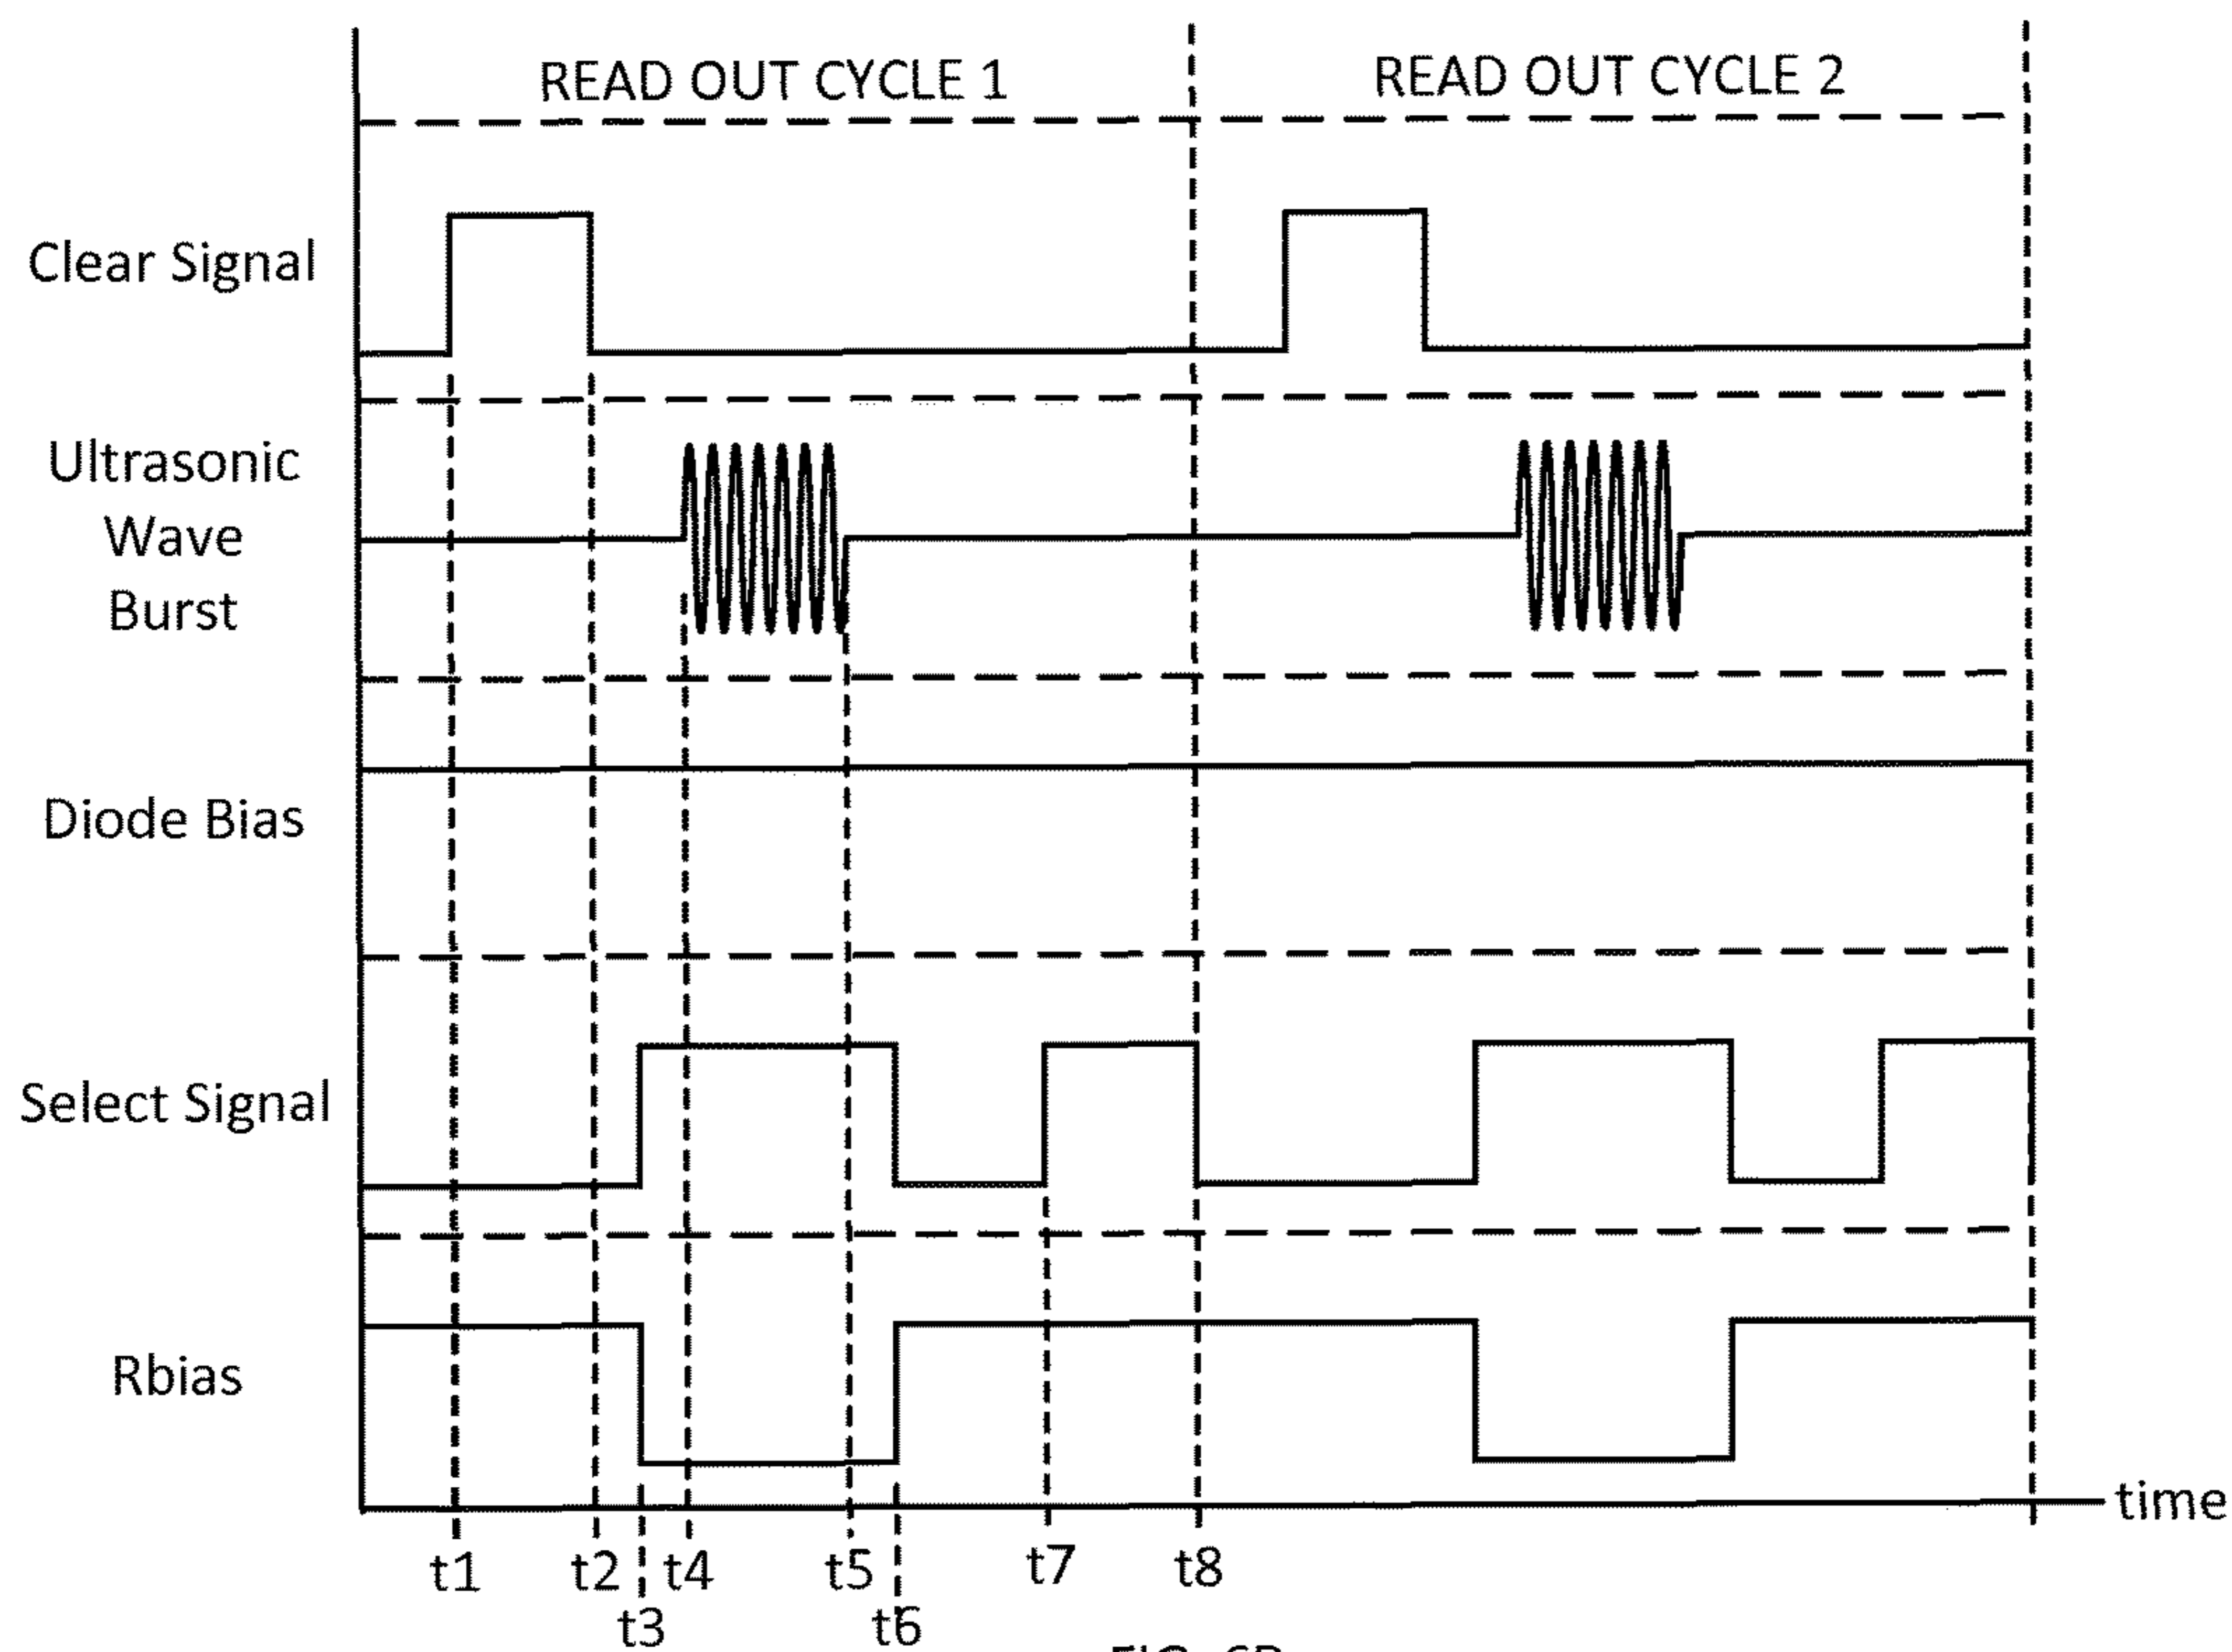 READ OUT CYCLE 1
READ OUT CYCLE 2
Clear Signal
Ultrasonic
Wave
Burst
Diode Bias
Select Signal
Rbias
time
t1
t2
t4
t5
t7
t8
t3
t6